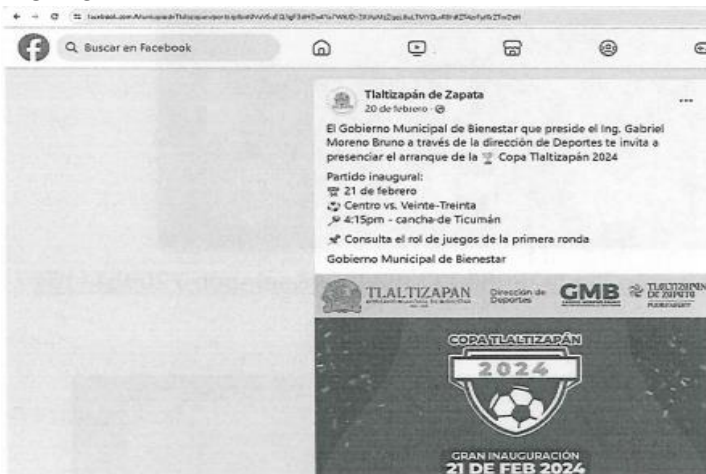 Buscar en Facebook
Tlaltizapán de Zapata
20 de febrero
El Gobierno Municipal de Bienestar que preside el Ing. Gabriel
Moreno Bruno a través de la dirección de Deportes te invita a
presenciar el arranque de la 🏆 Copa Tlaltizapán 2024
Partido inaugural:
📅 21 de febrero
⚽ Centro vs. Veinte-Treinta
📍 4:15pm - cancha de Ticumán
📌 Consulta el rol de juegos de la primera ronda
Gobierno Municipal de Bienestar
TLALTIZAPAN
Dirección de
Deportes
GMB
TLALTIZAPAN
DE ZAPATA
COPA TLALTIZAPÁN
2024
GRAN INAUGURACIÓN
21 DE FEB 2024